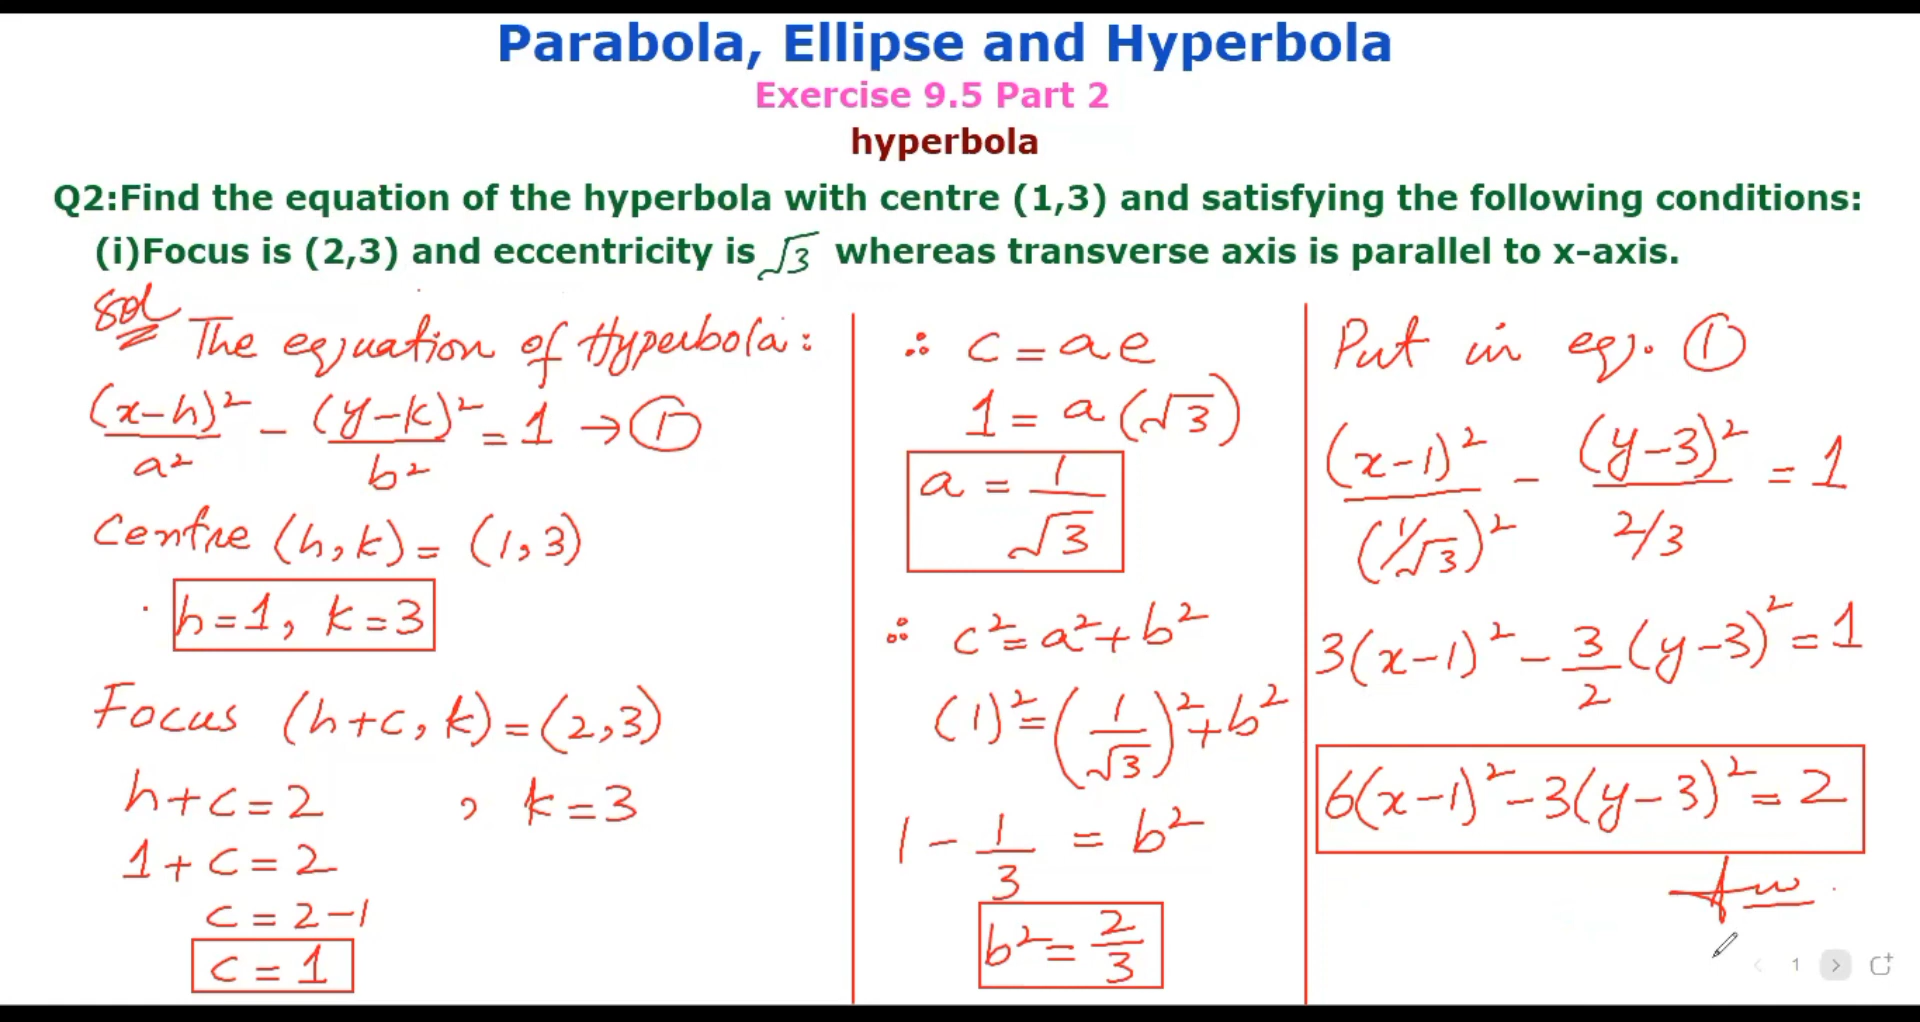 Parabola, Ellipse and Hyperbola
Exercise 9.5 Part 2
hyperbola
Q2:Find the equation of the hyperbola with centre (1,3) and satisfying the following conditions:
(i)Focus is (2,3) and eccentricity is √3 whereas transverse axis is parallel to x-axis.
Sol
The equation of Hyperbola:
(x-h)²/a² - (y-k)²/b² = 1 → ①
Centre (h,k) = (1,3)
h=1, k=3
Focus (h+c, k) = (2,3)
h+c=2 , k=3
1+c=2
c=2-1
c=1
∴ c=ae
1=a(√3)
a = 1/√3
∴ c²=a²+b²
(1)²=(1/√3)²+b²
1 - 1/3 = b²
b² = 2/3
Put in eq. ①
(x-1)²/(1/√3)² - (y-3)²/2/3 = 1
3(x-1)² - 3/2 (y-3)² = 1
6(x-1)²-3(y-3)²=2
Ans
1